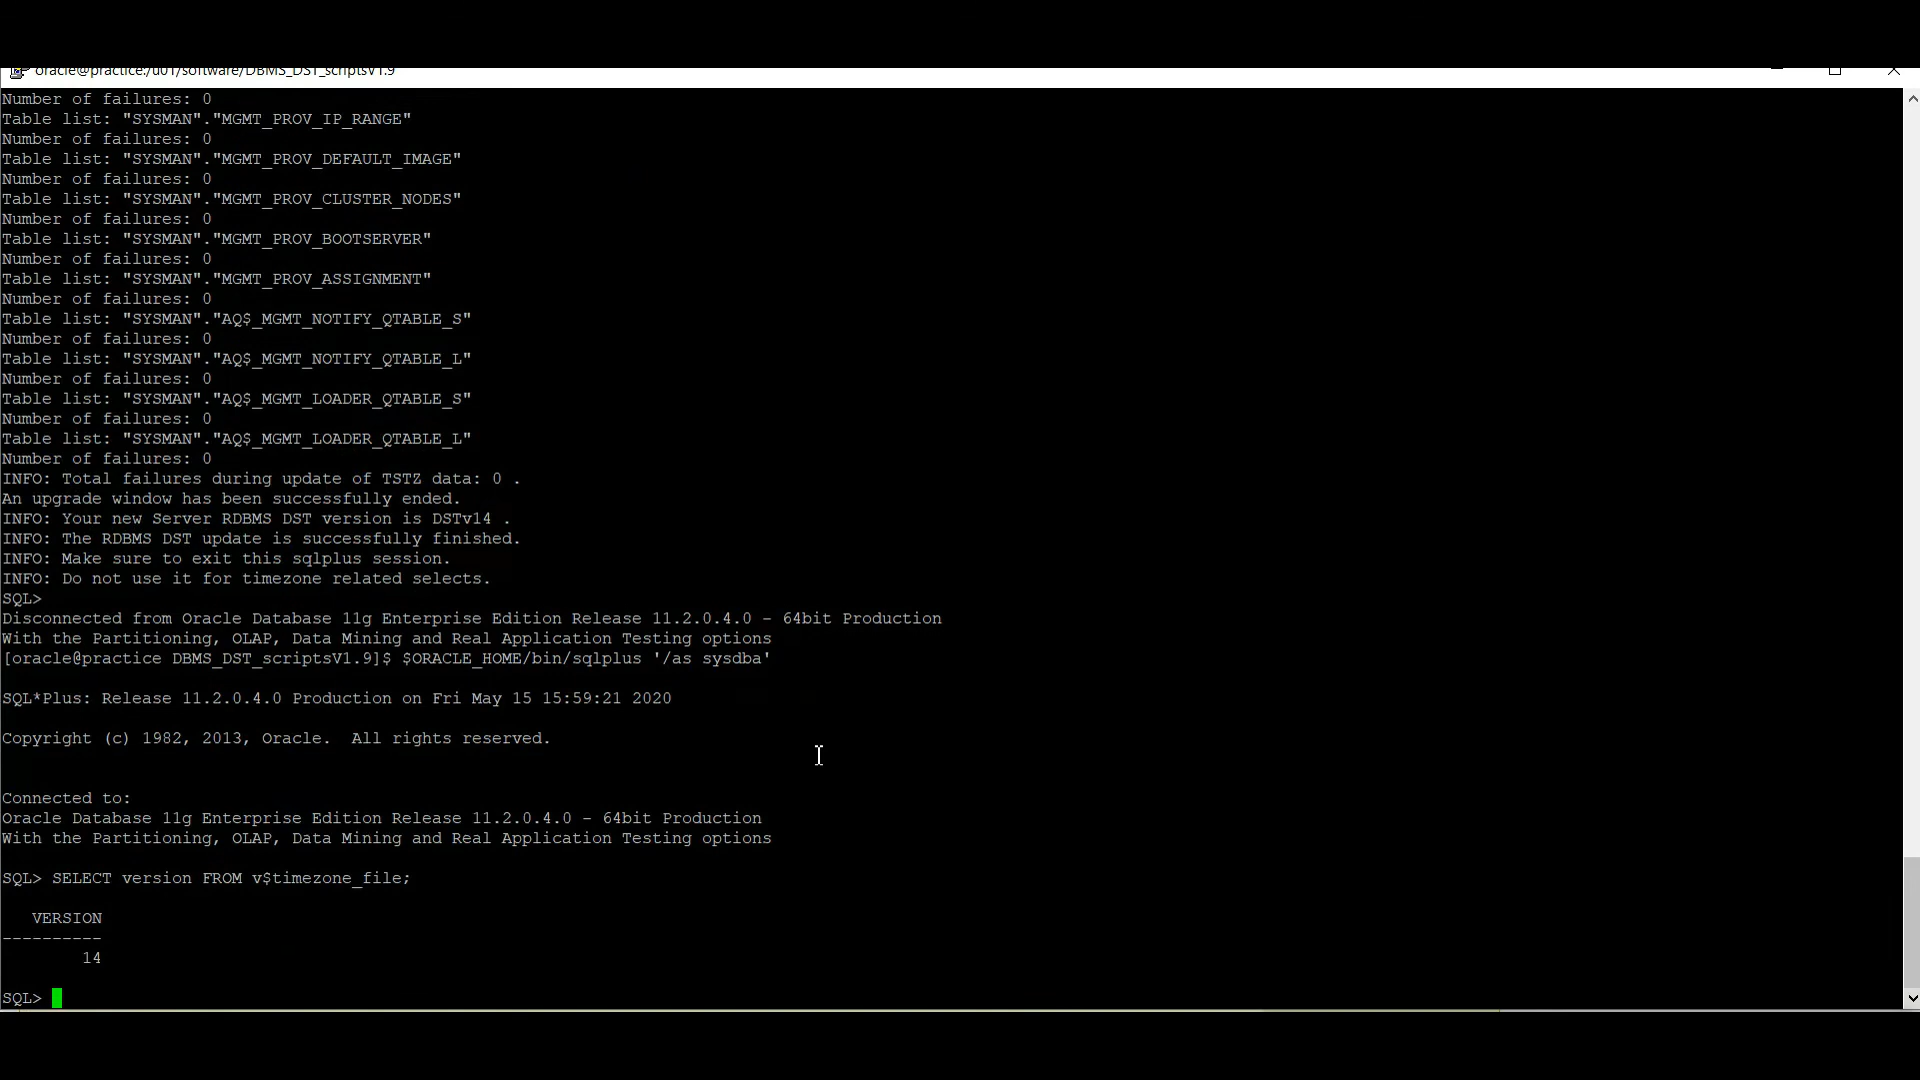 oracle@practice:/u01/software/DBMS_DST_scriptsV1.9
Number of failures: 0
Table list: "SYSMAN"."MGMT_PROV_IP_RANGE"
Number of failures: 0
Table list: "SYSMAN"."MGMT_PROV_DEFAULT_IMAGE"
Number of failures: 0
Table list: "SYSMAN"."MGMT_PROV_CLUSTER_NODES"
Number of failures: 0
Table list: "SYSMAN"."MGMT_PROV_BOOTSERVER"
Number of failures: 0
Table list: "SYSMAN"."MGMT_PROV_ASSIGNMENT"
Number of failures: 0
Table list: "SYSMAN"."AQ$_MGMT_NOTIFY_QTABLE_S"
Number of failures: 0
Table list: "SYSMAN"."AQ$_MGMT_NOTIFY_QTABLE_L"
Number of failures: 0
Table list: "SYSMAN"."AQ$_MGMT_LOADER_QTABLE_S"
Number of failures: 0
Table list: "SYSMAN"."AQ$_MGMT_LOADER_QTABLE_L"
Number of failures: 0
INFO: Total failures during update of TSTZ data: 0 .
An upgrade window has been successfully ended.
INFO: Your new Server RDBMS DST version is DSTv14 .
INFO: The RDBMS DST update is successfully finished.
INFO: Make sure to exit this sqlplus session.
INFO: Do not use it for timezone related selects.
SQL>
Disconnected from Oracle Database 11g Enterprise Edition Release 11.2.0.4.0 - 64bit Production
With the Partitioning, OLAP, Data Mining and Real Application Testing options
[oracle@practice DBMS_DST_scriptsV1.9]$ $ORACLE_HOME/bin/sqlplus '/as sysdba'
SQL*Plus: Release 11.2.0.4.0 Production on Fri May 15 15:59:21 2020
Copyright (c) 1982, 2013, Oracle.  All rights reserved.
Connected to:
Oracle Database 11g Enterprise Edition Release 11.2.0.4.0 - 64bit Production
With the Partitioning, OLAP, Data Mining and Real Application Testing options
SQL> SELECT version FROM v$timezone_file;
VERSION
----------
14
SQL>